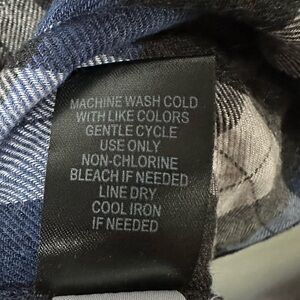 MACHINE WASH COLD
WITH LIKE COLORS
GENTLE CYCLE
USE ONLY
NON-CHLORINE
BLEACH IF NEEDED
LINE DRY
COOL IRON
IF NEEDED